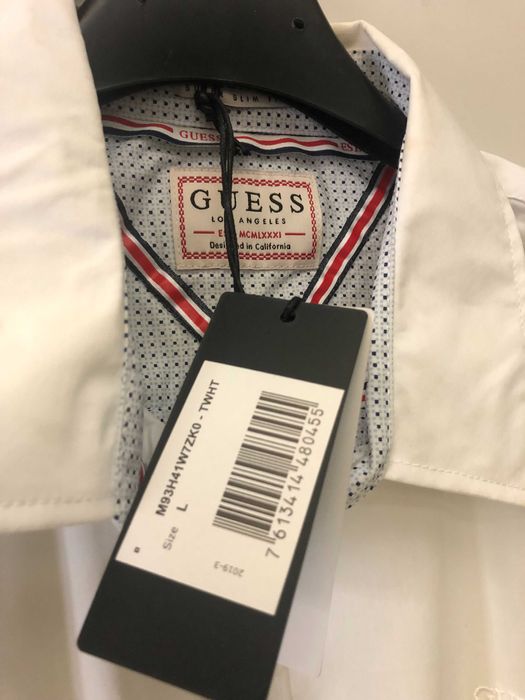 SLIM
GUESS
GUESS
LOS ANGELES
EST. MCMLXXXI
Designed in California
M93H41W7ZK0 - TWHT
Size L
7613414480455
2019-3